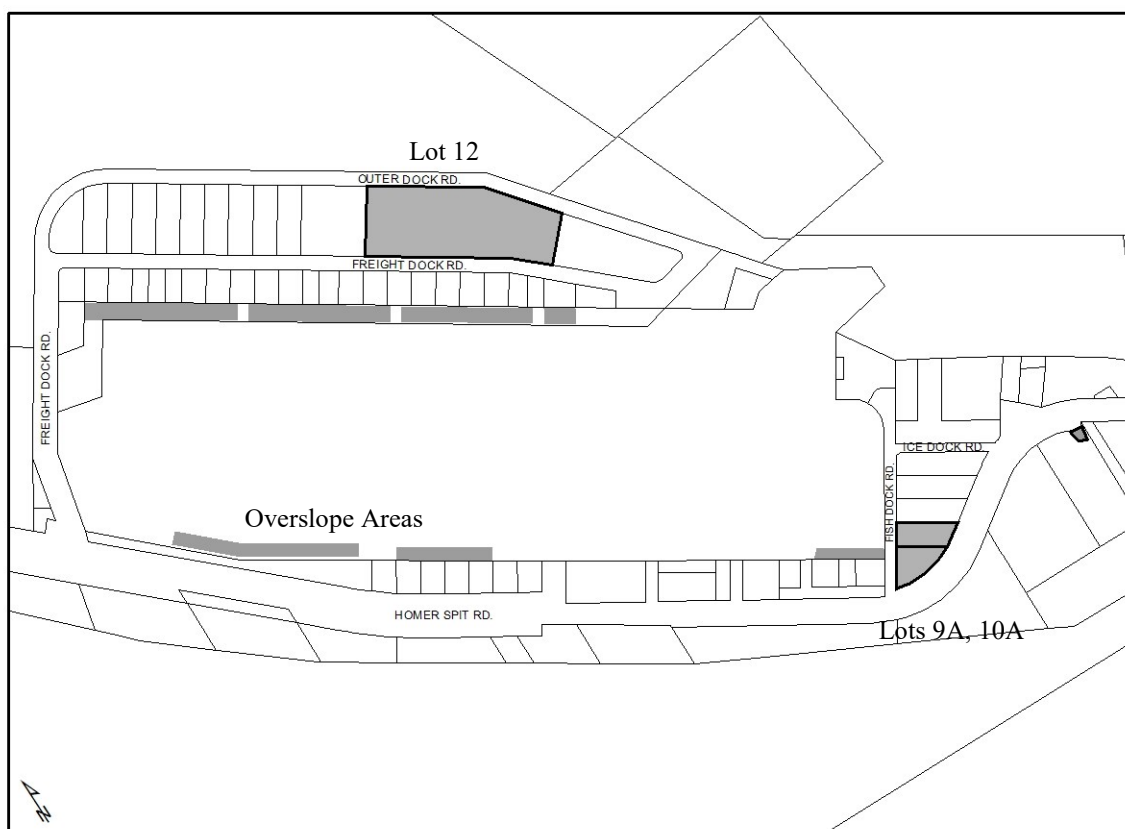 Lot 12
OUTER DOCK RD.
FREIGHT DOCK RD.
FREIGHT DOCK RD.
ICE DOCK RD.
FISH DOCK RD.
Overslope Areas
HOMER SPIT RD.
Lots 9A, 10A
N